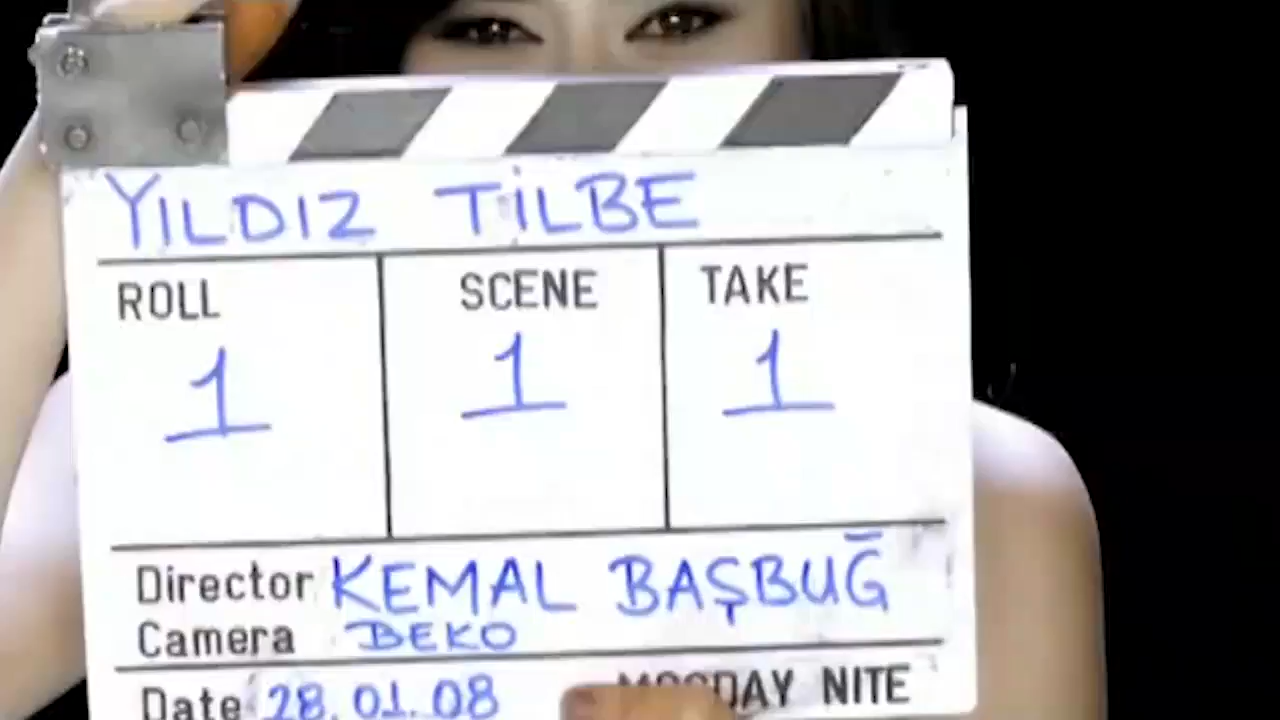 YILDIZ TİLBE
ROLL SCENE TAKE
1 1 1
Director KEMAL BAŞBUĞ
Camera BEKO
Date 28.01.08 NITE